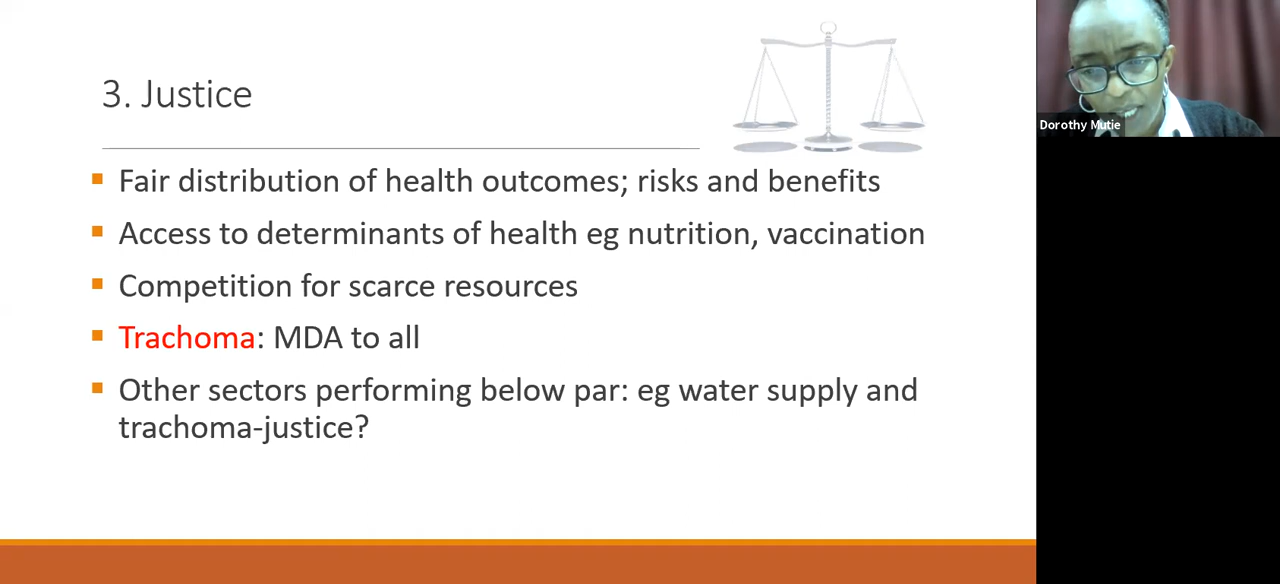 3. Justice
Fair distribution of health outcomes; risks and benefits
Access to determinants of health eg nutrition, vaccination
Competition for scarce resources
Trachoma: MDA to all
Other sectors performing below par: eg water supply and
trachoma-justice?
Dorothy Mutie